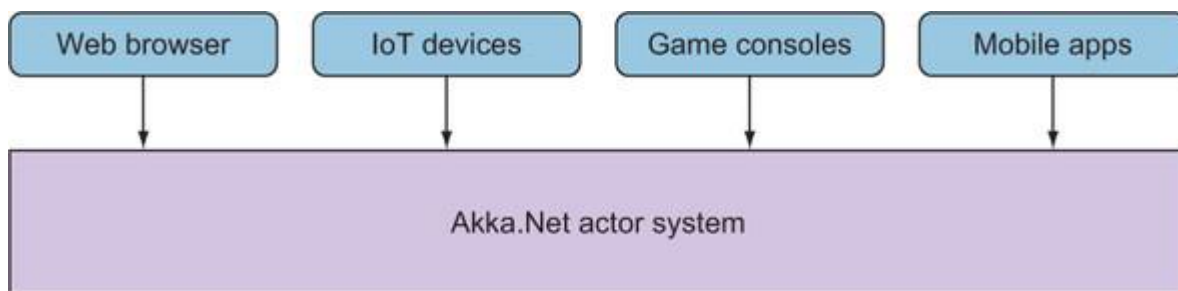 Web browser
IoT devices
Game consoles
Mobile apps
Akka.Net actor system